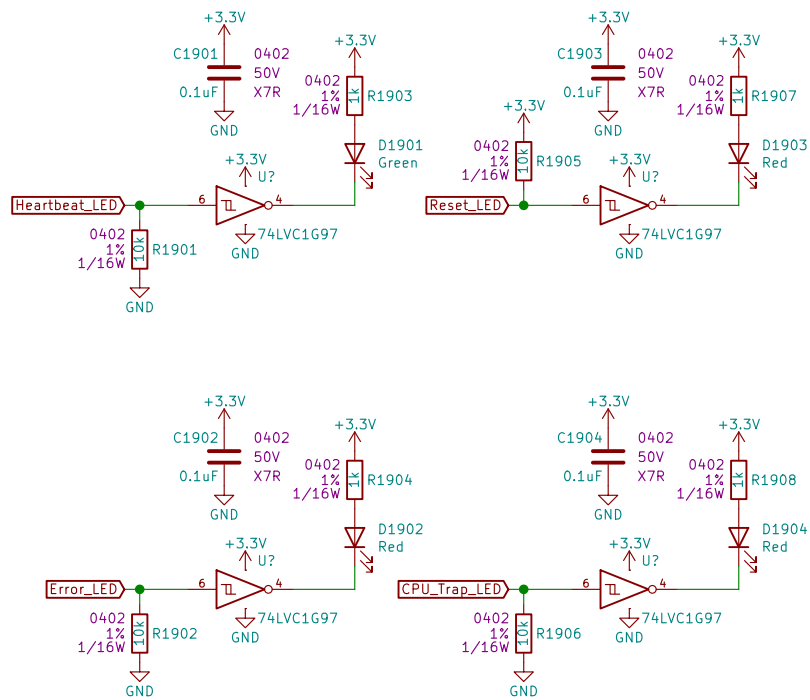 +3.3V
C1901
0402
50V
0.1uF
X7R
GND
+3.3V
0402
1%
1/16W
1k
R1903
D1901
Green
+3.3V
U?
Heartbeat_LED
6
4
74LVC1G97
GND
0402
1%
1/16W
10k
R1901
GND
+3.3V
C1903
0402
50V
0.1uF
X7R
GND
+3.3V
0402
1%
1/16W
1k
R1907
+3.3V
0402
1%
1/16W
10k
R1905
D1903
Red
+3.3V
U?
Reset_LED
6
4
74LVC1G97
GND
+3.3V
C1902
0402
50V
0.1uF
X7R
GND
+3.3V
0402
1%
1/16W
1k
R1904
D1902
Red
+3.3V
U?
Error_LED
6
4
74LVC1G97
GND
0402
1%
1/16W
10k
R1902
GND
+3.3V
C1904
0402
50V
0.1uF
X7R
GND
+3.3V
0402
1%
1/16W
1k
R1908
D1904
Red
+3.3V
U?
CPU_Trap_LED
6
4
74LVC1G97
GND
0402
1%
1/16W
10k
R1906
GND